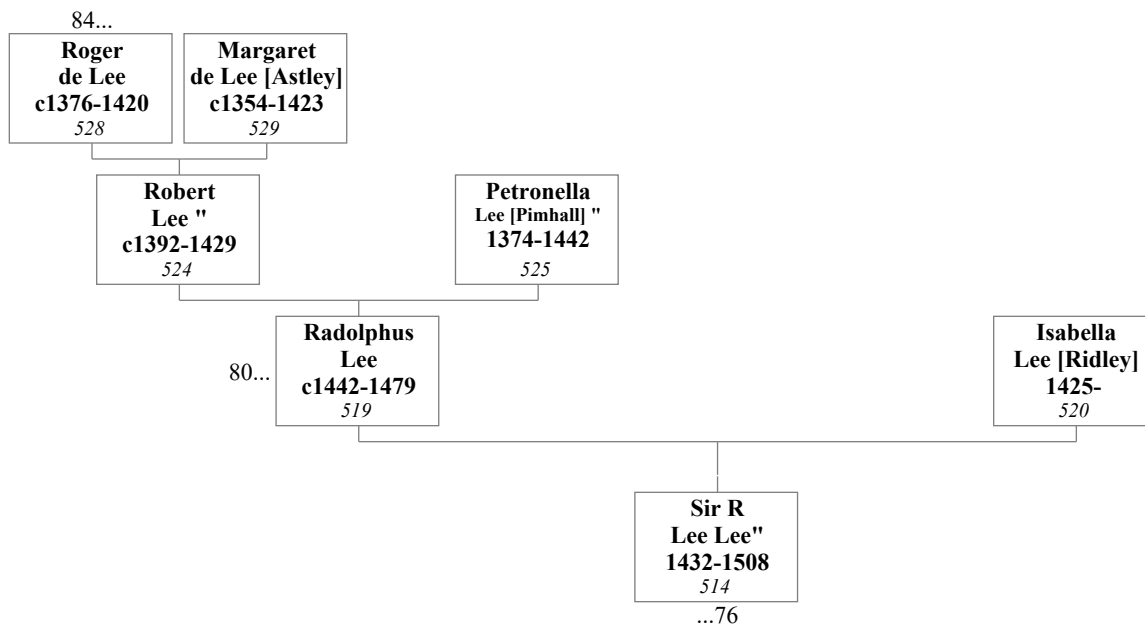 84...
Roger
de Lee
c1376-1420
528
Margaret
de Lee [Astley]
c1354-1423
529
Robert
Lee "
c1392-1429
524
Petronella
Lee [Pimhall] "
1374-1442
525
80...
Radolphus
Lee
c1442-1479
519
Isabella
Lee [Ridley]
1425-
520
Sir R
Lee Lee"
1432-1508
514
...76